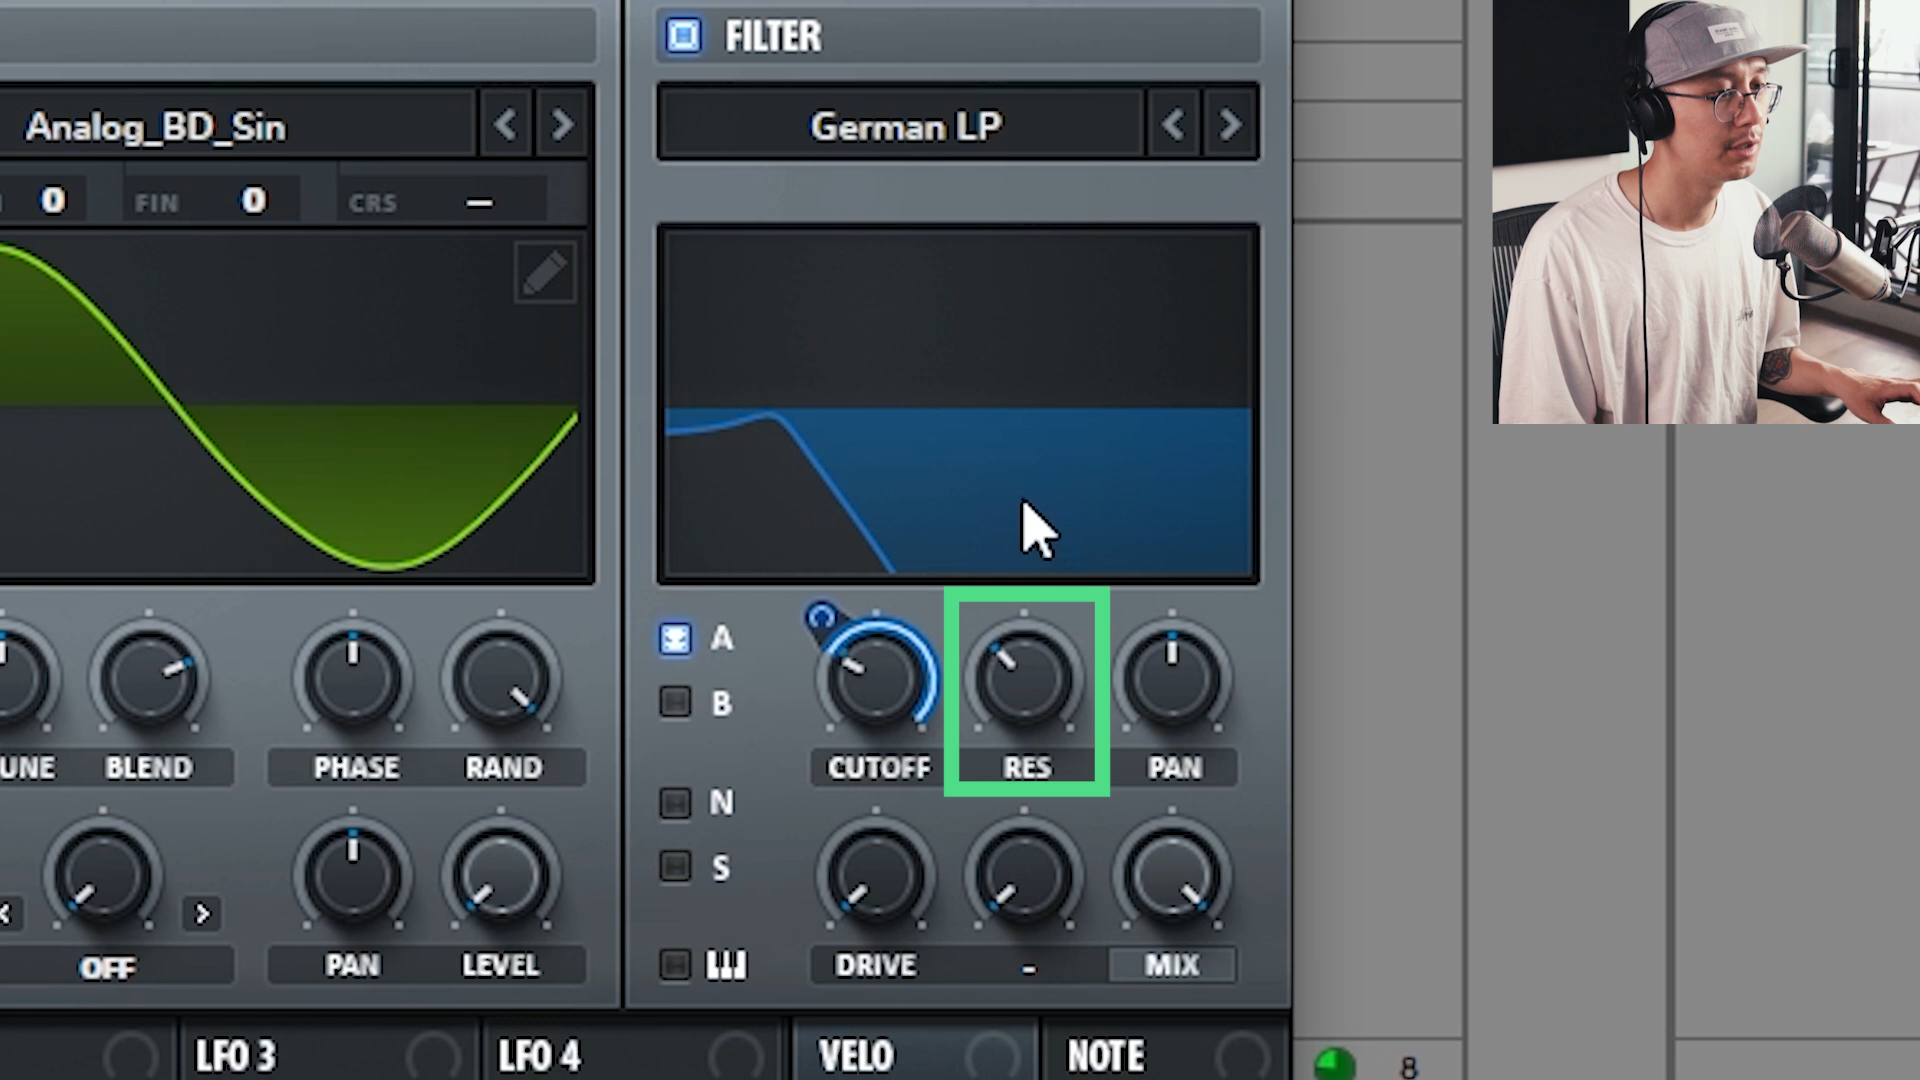 FILTER
Analog_BD_Sin
German LP
0
FIN
0
CRS
–
A
B
UNE
BLEND
PHASE
RAND
CUTOFF
RES
PAN
N
S
OFF
PAN
LEVEL
DRIVE
-
MIX
LFO 3
LFO 4
VELO
NOTE
8